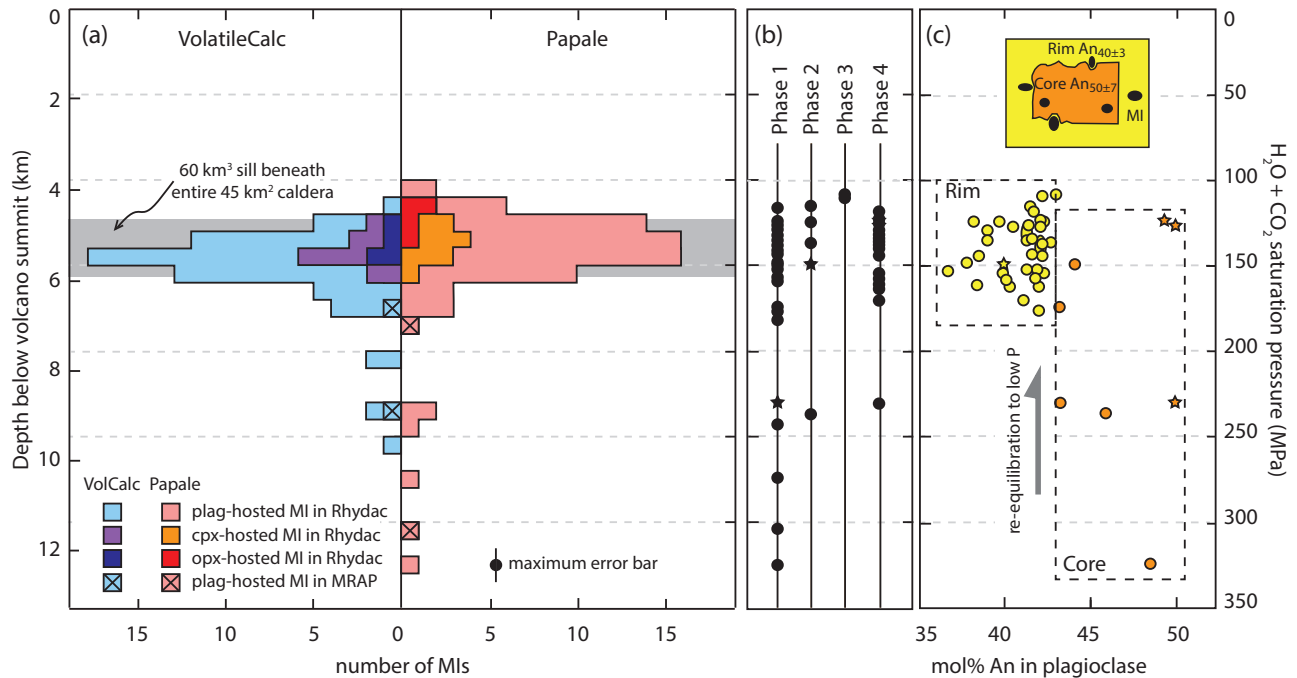 (a)
VolatileCalc
Papale
Depth below volcano summit (km)
0
2
4
6
8
10
12
60 km³ sill beneath
entire 45 km² caldera
VolCalc Papale
plag-hosted MI in Rhydac
cpx-hosted MI in Rhydac
opx-hosted MI in Rhydac
plag-hosted MI in MRAP
maximum error bar
15 10 5 0 5 10 15
number of MIs
(b)
Phase 1
Phase 2
Phase 3
Phase 4
(c)
Rim An40±3
Core An50±7
MI
Rim
re-equilibration to low P
Core
35 40 45 50
mol% An in plagioclase
0
50
100
150
200
250
300
350
H₂O + CO₂ saturation pressure (MPa)